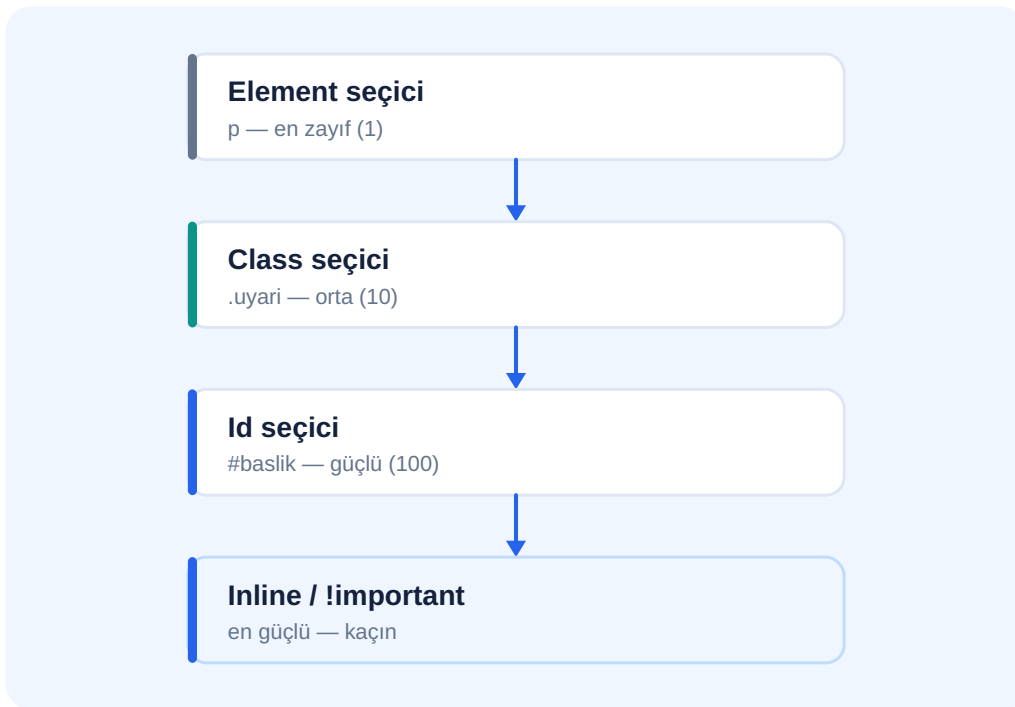 Element seçici
p — en zayıf (1)
Class seçici
.uyari — orta (10)
Id seçici
#baslik — güçlü (100)
Inline / !important
en güçlü — kaçın